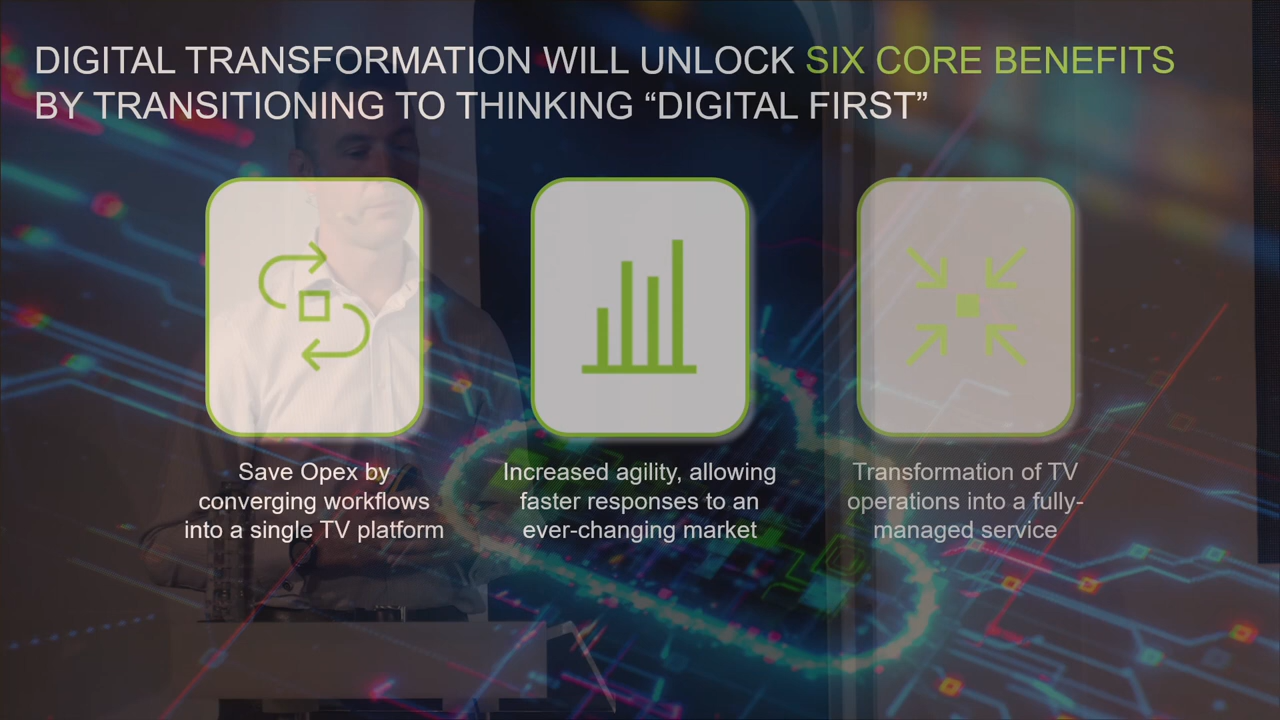 DIGITAL TRANSFORMATION WILL UNLOCK SIX CORE BENEFITS
BY TRANSITIONING TO THINKING “DIGITAL FIRST”
Save Opex by
converging workflows
into a single TV platform
Increased agility, allowing
faster responses to an
ever-changing market
Transformation of TV
operations into a fully-
managed service